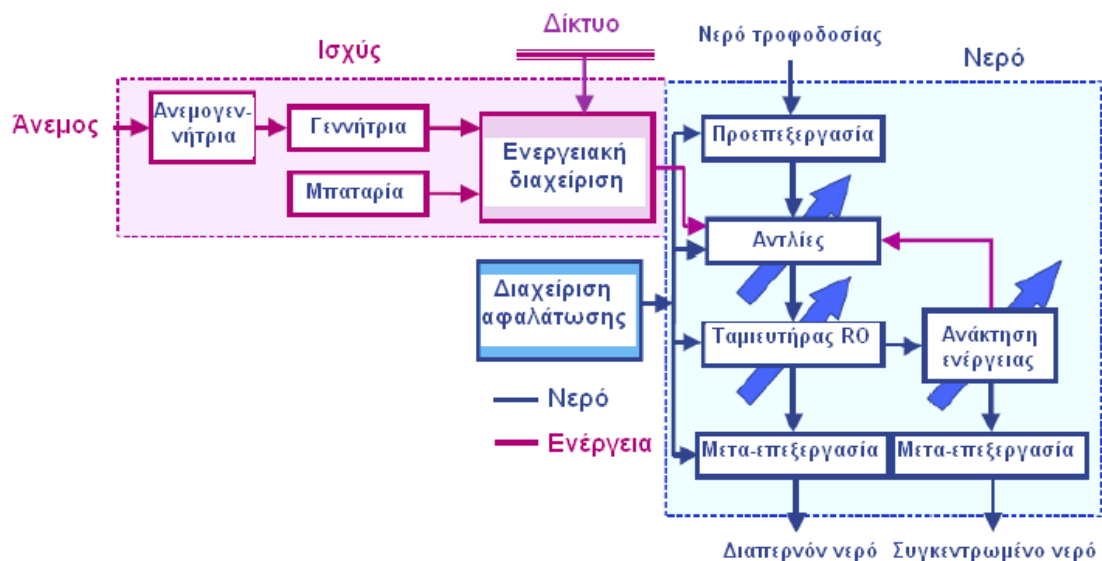 Δίκτυο
Νερό τροφοδοσίας
Ισχύς
Νερό
Άνεμος
Ανεμογεν-
νήτρια
Γεννήτρια
Μπαταρία
Ενεργειακή
διαχείριση
Προεπεξεργασία
Αντλίες
Διαχείριση
αφαλάτωσης
Ταμιευτήρας RO
Ανάκτηση
ενέργειας
Νερό
Ενέργεια
Μετα-επεξεργασία
Μετα-επεξεργασία
Διαπερνόν νερό
Συγκεντρωμένο νερό